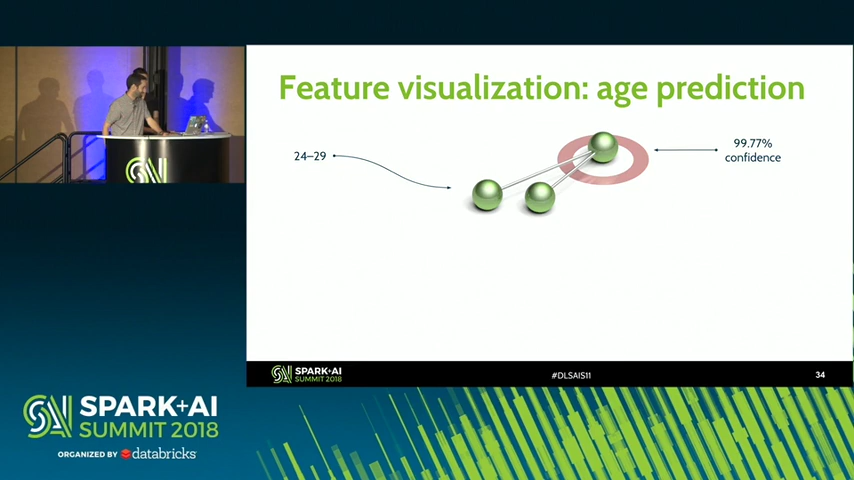 Feature visualization: age prediction
24–29
99.77%
confidence
SPARK+AI
SUMMIT 2018
#DLSAIS11
34
SPARK+AI
SUMMIT 2018
ORGANIZED BY databricks